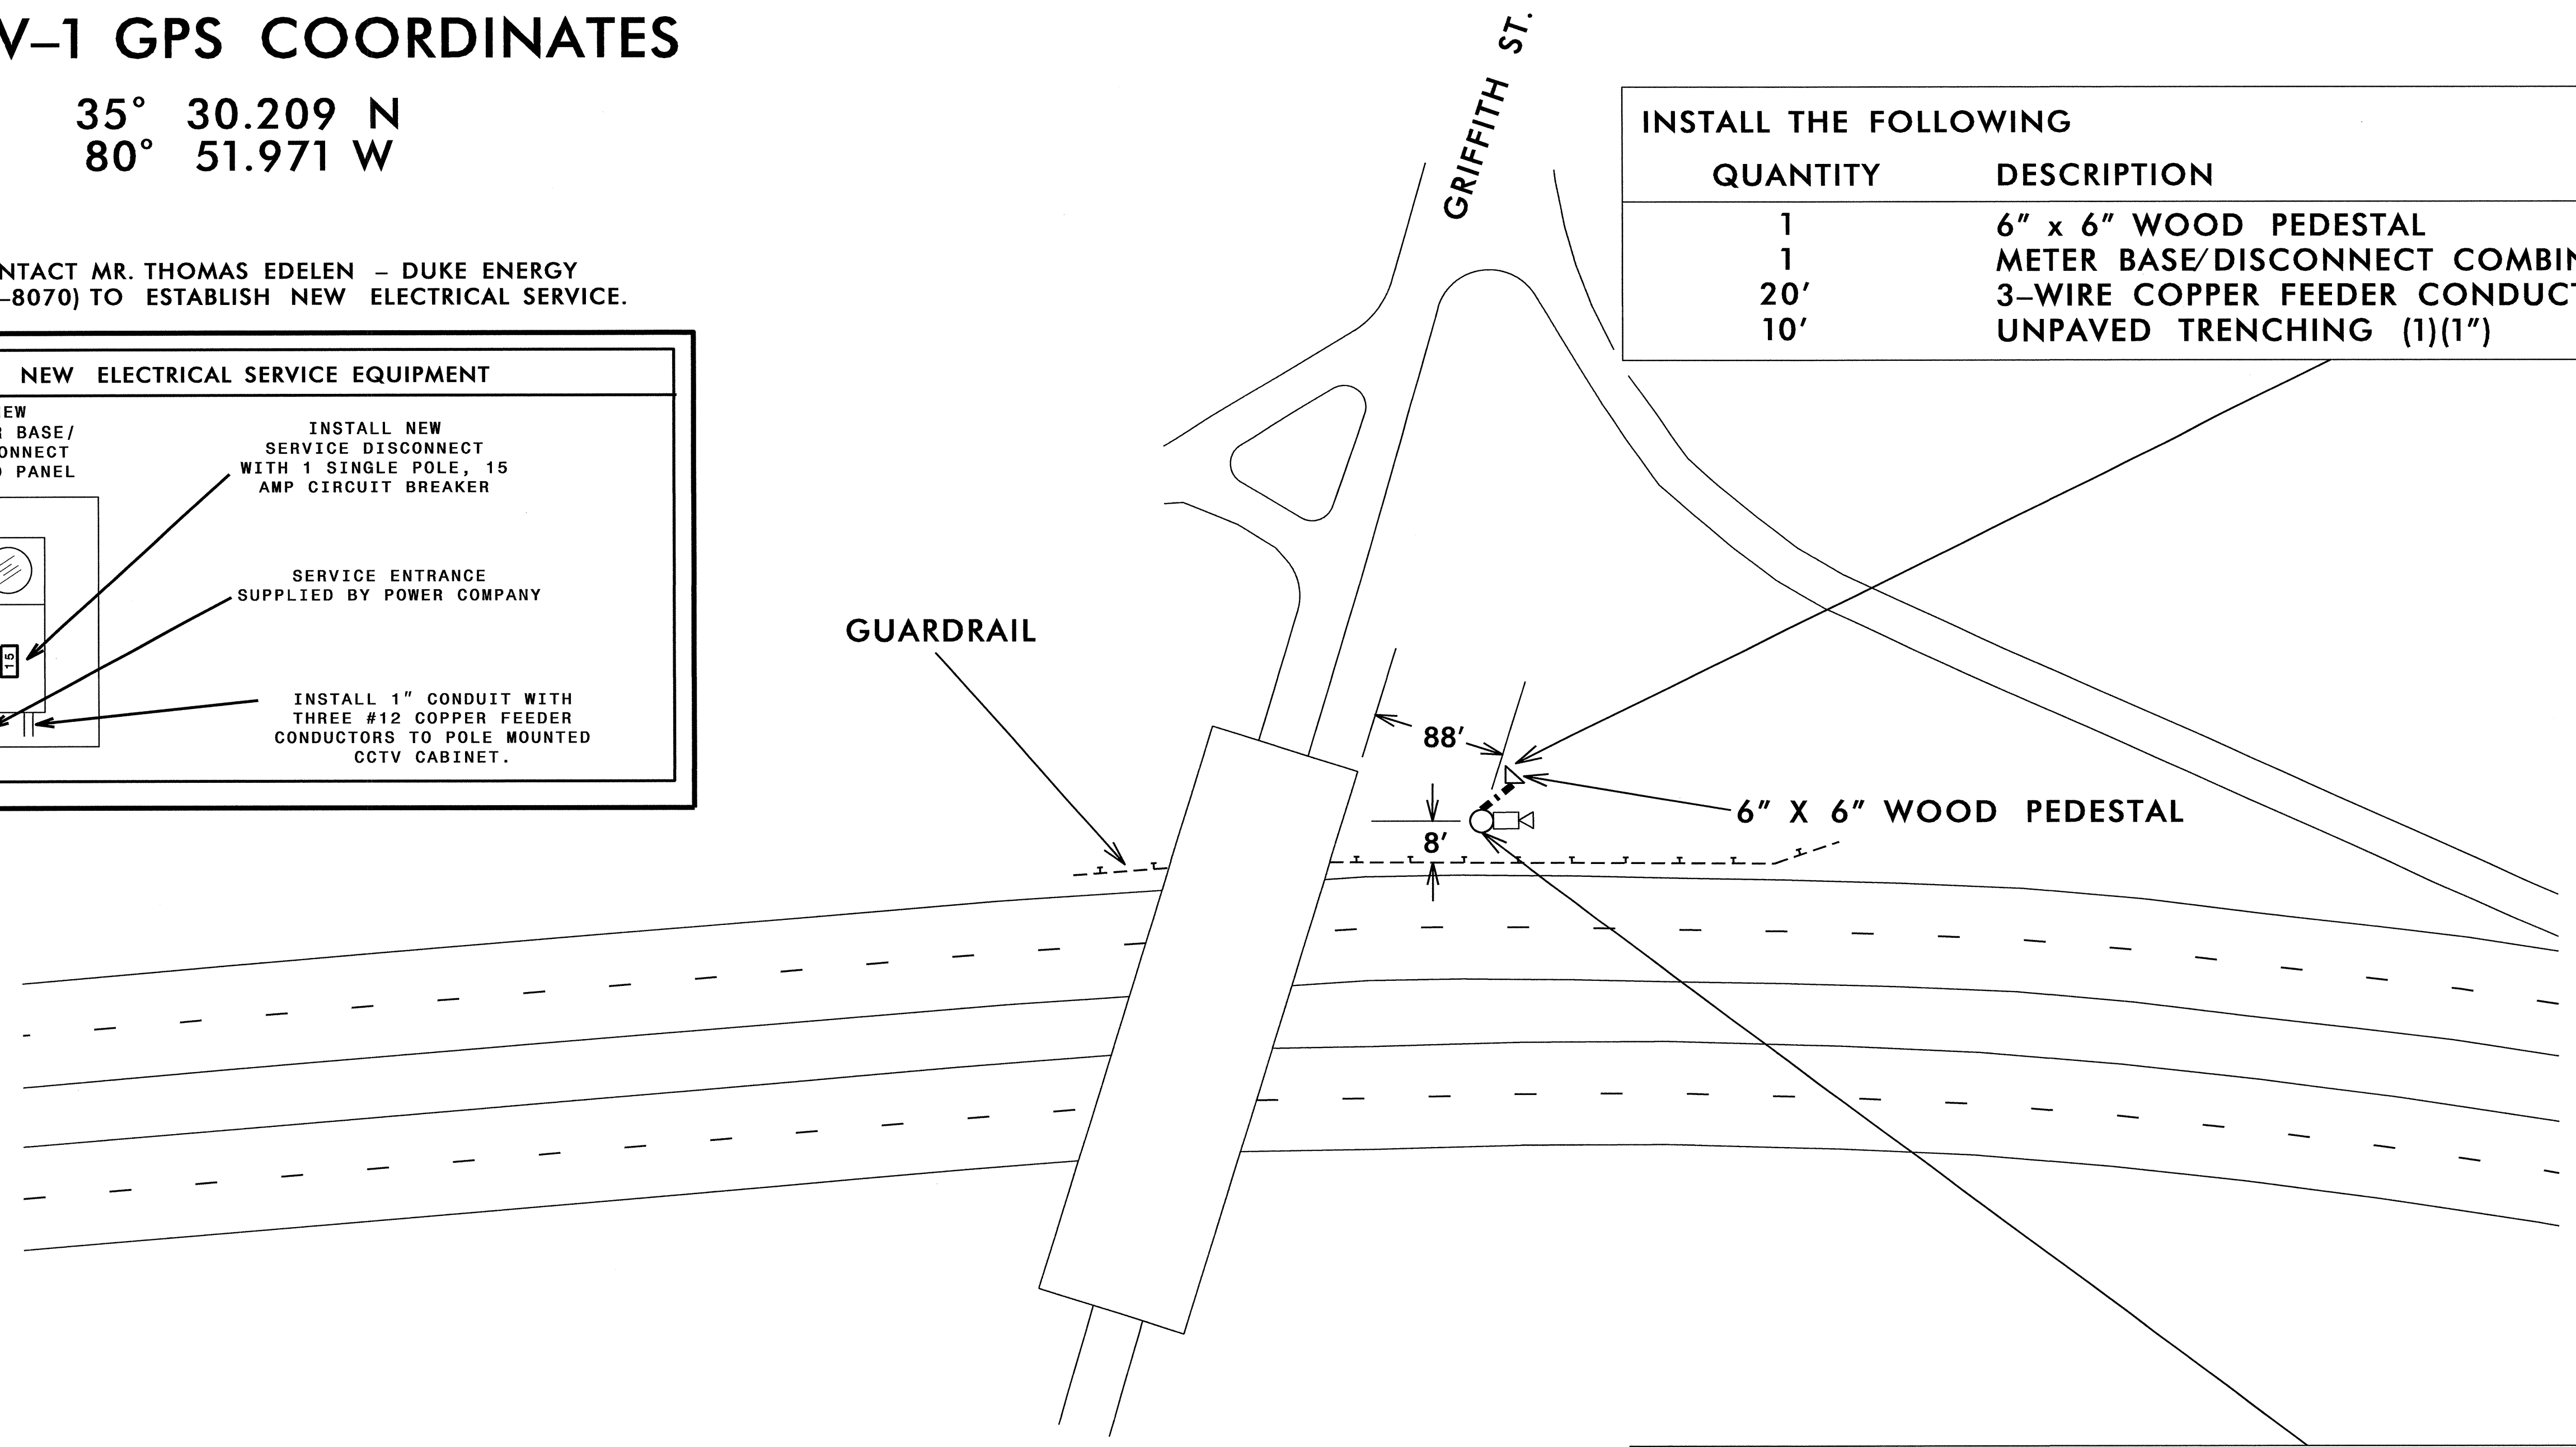 V–1 GPS COORDINATES
35° 30.209 N
80° 51.971 W
NTACT MR. THOMAS EDELEN – DUKE ENERGY
–8070) TO ESTABLISH NEW ELECTRICAL SERVICE.
NEW ELECTRICAL SERVICE EQUIPMENT
EW
R BASE/
ONNECT
D PANEL
INSTALL NEW
SERVICE DISCONNECT
WITH 1 SINGLE POLE, 15
AMP CIRCUIT BREAKER
SERVICE ENTRANCE
SUPPLIED BY POWER COMPANY
15
INSTALL 1" CONDUIT WITH
THREE #12 COPPER FEEDER
CONDUCTORS TO POLE MOUNTED
CCTV CABINET.
GRIFFITH ST.
INSTALL THE FOLLOWING
QUANTITY DESCRIPTION
1 6" x 6" WOOD PEDESTAL
1 METER BASE/DISCONNECT COMBIN
20' 3–WIRE COPPER FEEDER CONDUCT
10' UNPAVED TRENCHING (1)(1")
GUARDRAIL
88'
6" X 6" WOOD PEDESTAL
8'